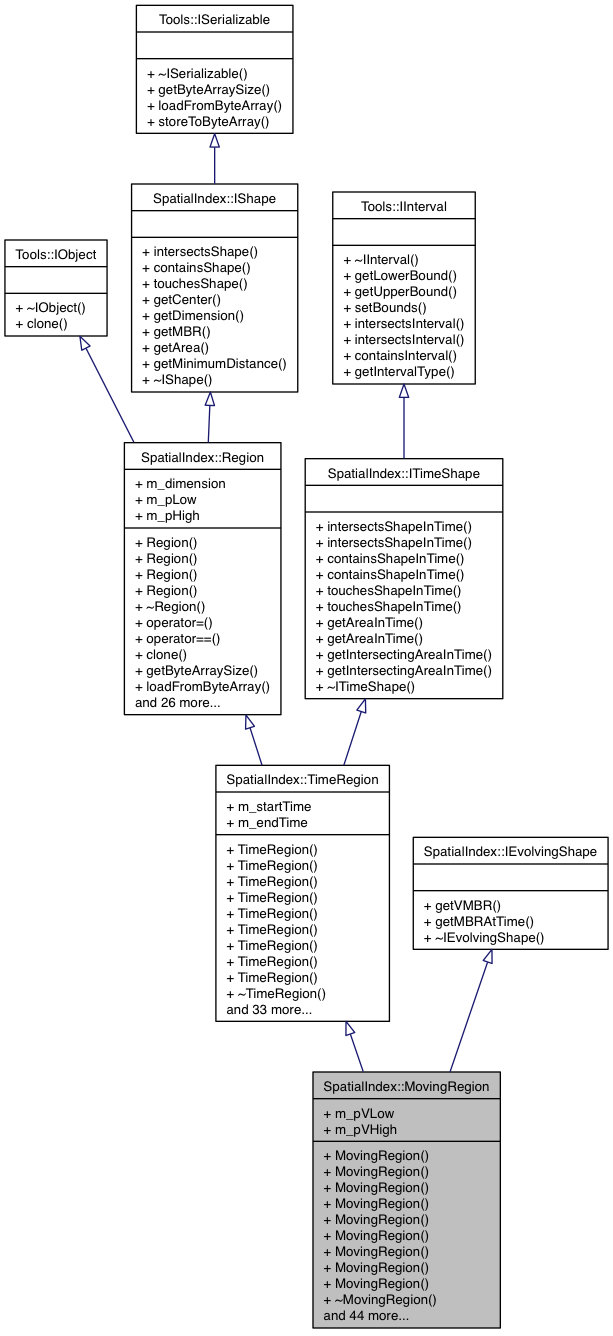 Tools::ISerializable
+ ~ISerializable()
+ getByteArraySize()
+ loadFromByteArray()
+ storeToByteArray()
SpatialIndex::IShape
+ intersectsShape()
+ containsShape()
+ touchesShape()
+ getCenter()
+ getDimension()
+ getMBR()
+ getArea()
+ getMinimumDistance()
+ ~IShape()
Tools::IInterval
+ ~IInterval()
+ getLowerBound()
+ getUpperBound()
+ setBounds()
+ intersectsInterval()
+ intersectsInterval()
+ containsInterval()
+ getIntervalType()
Tools::IObject
+ ~IObject()
+ clone()
SpatialIndex::Region
+ m_dimension
+ m_pLow
+ m_pHigh
+ Region()
+ Region()
+ Region()
+ Region()
+ ~Region()
+ operator=()
+ operator==()
+ clone()
+ getByteArraySize()
+ loadFromByteArray()
and 26 more...
SpatialIndex::ITimeShape
+ intersectsShapeInTime()
+ intersectsShapeInTime()
+ containsShapeInTime()
+ containsShapeInTime()
+ touchesShapeInTime()
+ touchesShapeInTime()
+ getAreaInTime()
+ getAreaInTime()
+ getIntersectingAreaInTime()
+ getIntersectingAreaInTime()
+ ~ITimeShape()
SpatialIndex::TimeRegion
+ m_startTime
+ m_endTime
+ TimeRegion()
+ TimeRegion()
+ TimeRegion()
+ TimeRegion()
+ TimeRegion()
+ TimeRegion()
+ TimeRegion()
+ TimeRegion()
+ TimeRegion()
+ ~TimeRegion()
and 33 more...
SpatialIndex::IEvolvingShape
+ getVMBR()
+ getMBRAtTime()
+ ~IEvolvingShape()
SpatialIndex::MovingRegion
+ m_pVLow
+ m_pVHigh
+ MovingRegion()
+ MovingRegion()
+ MovingRegion()
+ MovingRegion()
+ MovingRegion()
+ MovingRegion()
+ MovingRegion()
+ MovingRegion()
+ MovingRegion()
+ ~MovingRegion()
and 44 more...